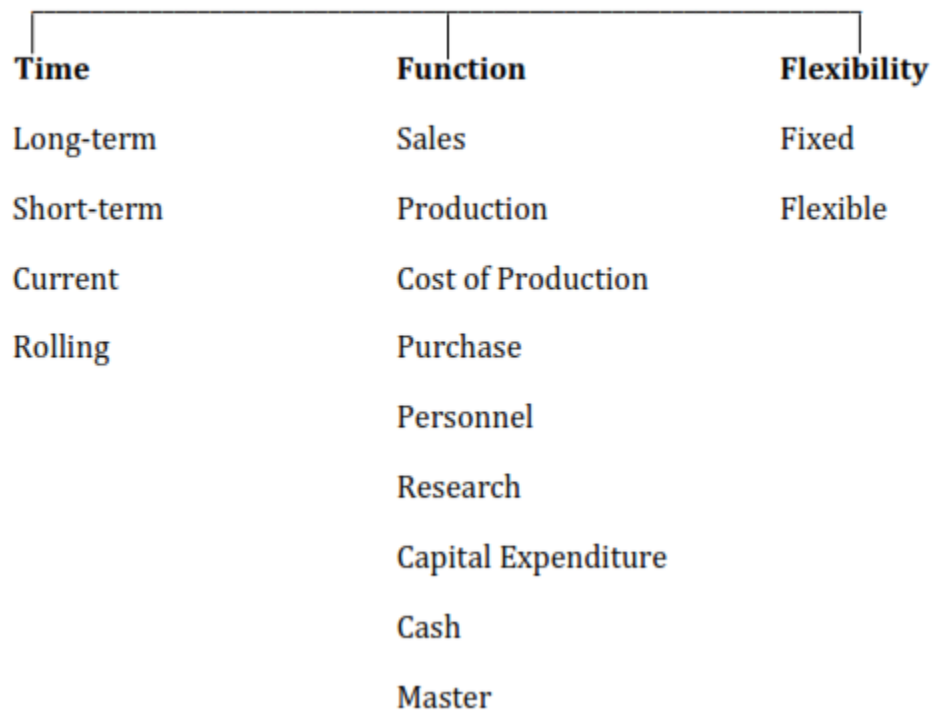 Time Function Flexibility
Long-term Sales Fixed
Short-term Production Flexible
Current Cost of Production
Rolling Purchase
Personnel
Research
Capital Expenditure
Cash
Master